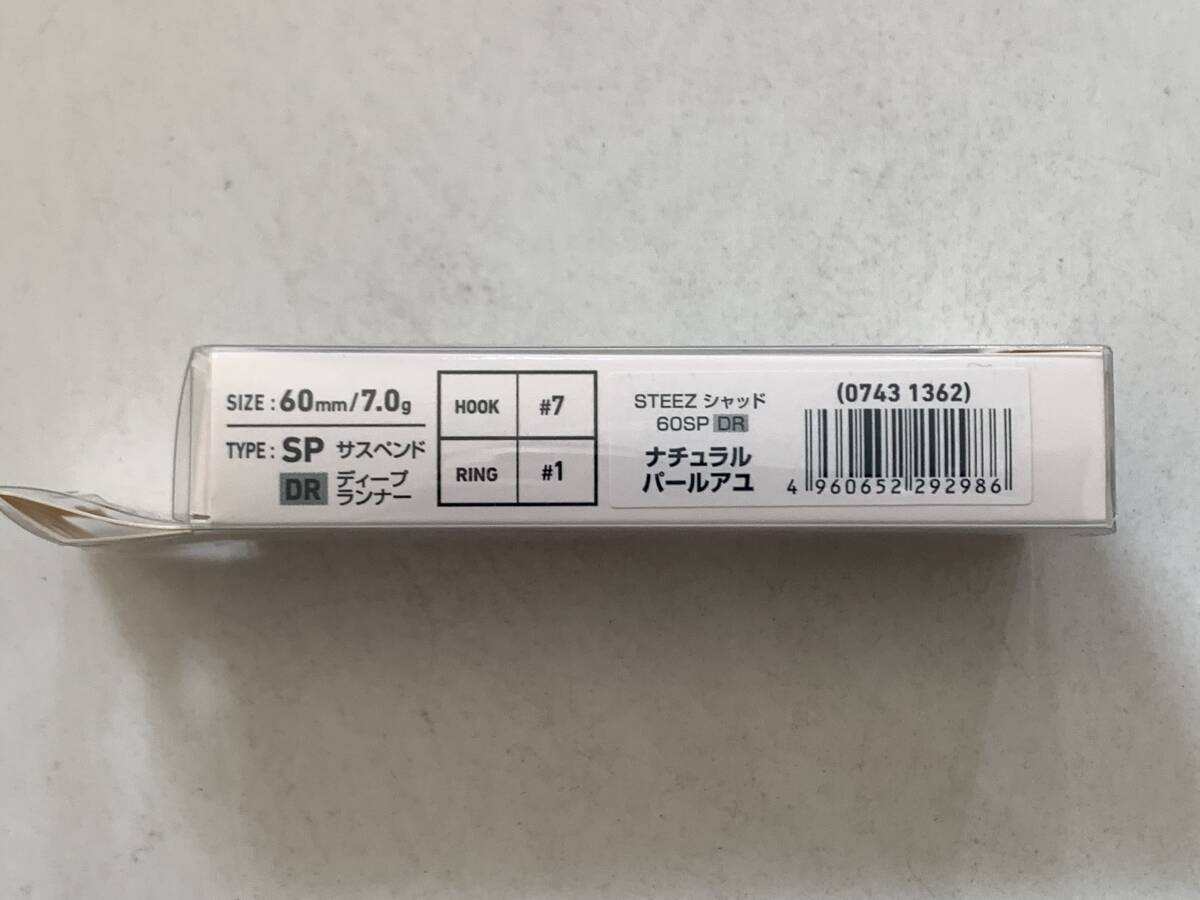 SIZE : 60mm/7.0g
TYPE : SP サスペンド
DR ディープ
ランナー
HOOK #7
RING #1
STEEZ シャッド
60SP DR
ナチュラル
パールアユ
(0743 1362)
4 960652 292986